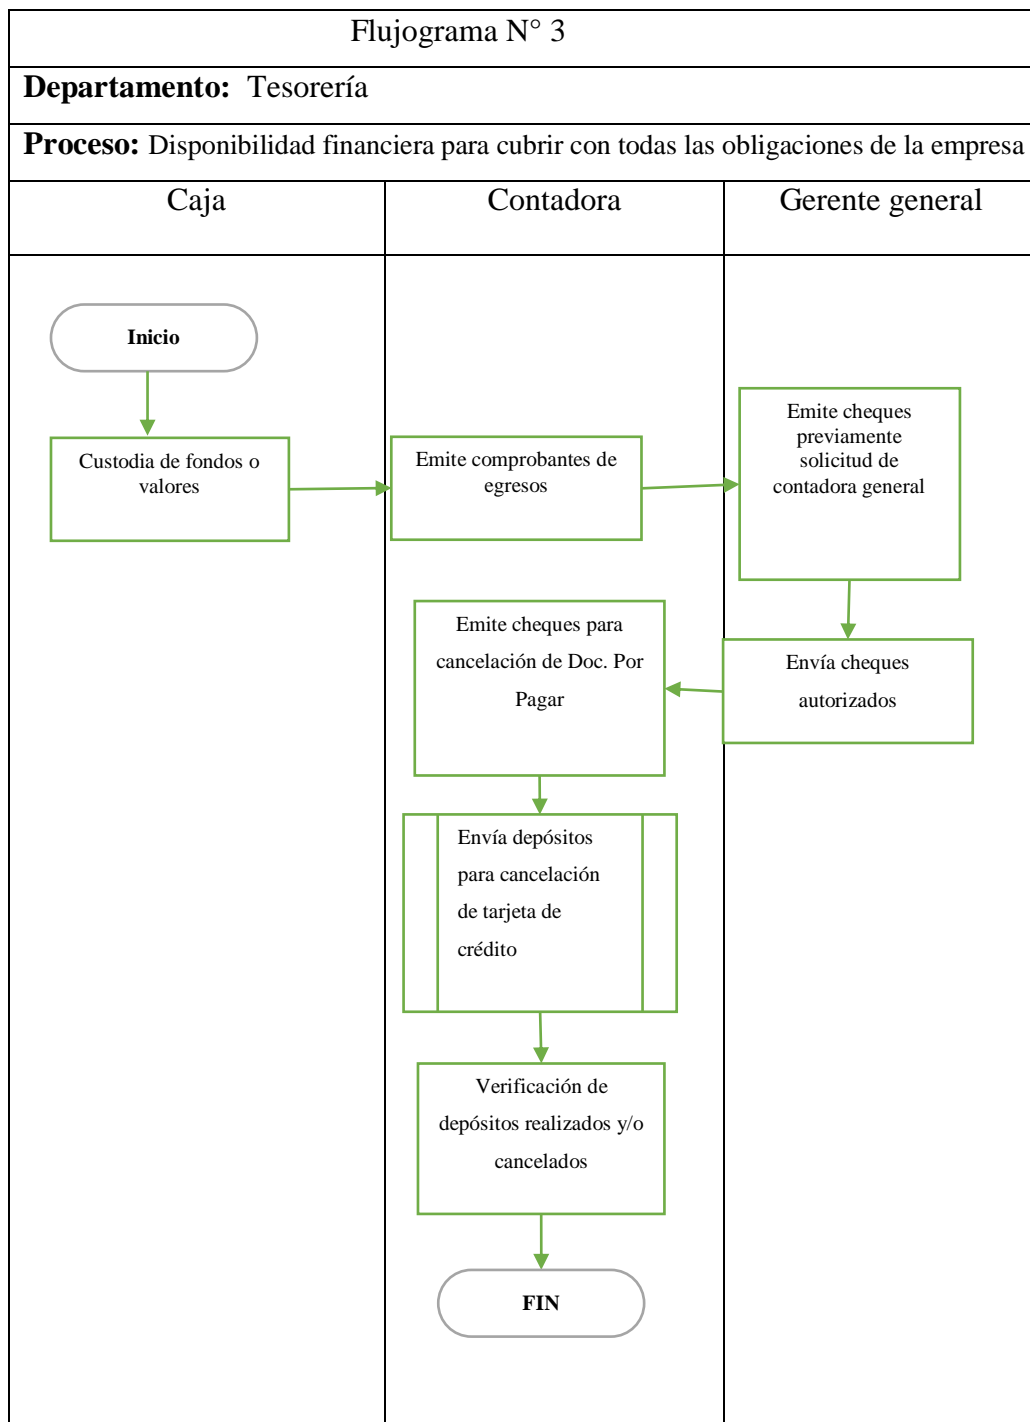 Flujograma N° 3
Departamento: Tesorería
Proceso: Disponibilidad financiera para cubrir con todas las obligaciones de la empresa
Caja
Contadora
Gerente general
Inicio
Custodia de fondos o
valores
Emite comprobantes de
egresos
Emite cheques
previamente
solicitud de
contadora general
Envía cheques
autorizados
Emite cheques para
cancelación de Doc. Por
Pagar
Envía depósitos
para cancelación
de tarjeta de
crédito
Verificación de
depósitos realizados y/o
cancelados
FIN